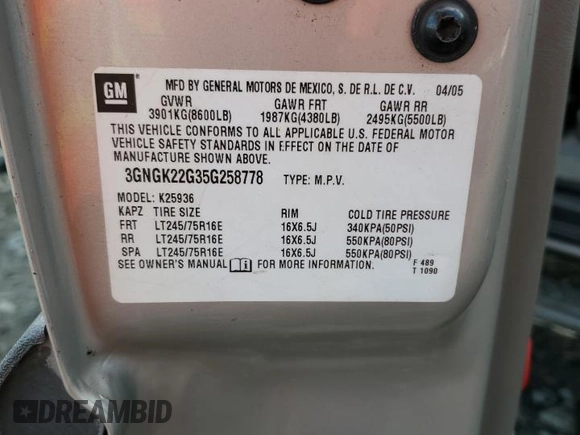 GM
MFD BY GENERAL MOTORS DE MEXICO, S. DE R.L. DE C.V. 04/05
GVWR GAWR FRT GAWR RR
3901KG(8600LB) 1987KG(4380LB) 2495KG(5500LB)
THIS VEHICLE CONFORMS TO ALL APPLICABLE U.S. FEDERAL MOTOR
VEHICLE SAFETY STANDARDS IN EFFECT ON THE DATE OF
MANUFACTURE SHOWN ABOVE.
3GNGK22G35G258778 TYPE: M.P.V.
MODEL: K25936
KAPZ TIRE SIZE RIM COLD TIRE PRESSURE
FRT LT245/75R16E 16X6.5J 340KPA(50PSI)
RR LT245/75R16E 16X6.5J 550KPA(80PSI)
SPA LT245/75R16E 16X6.5J 550KPA(80PSI)
SEE OWNER'S MANUAL FOR MORE INFORMATION.
F 489
T 1090
DREAMBID